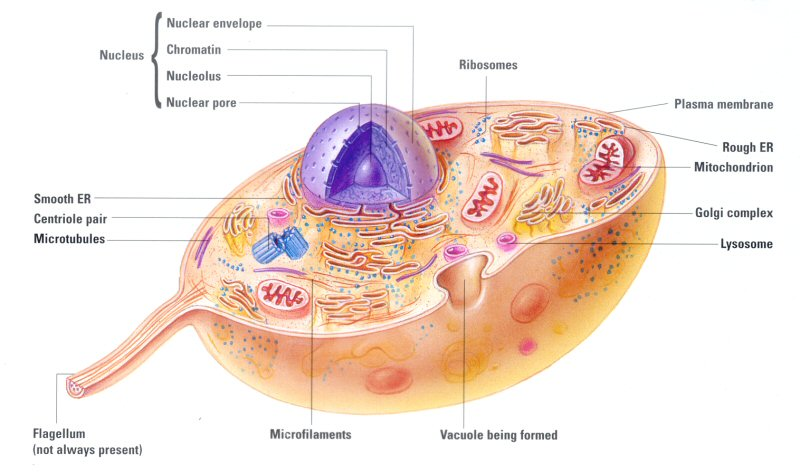 Nuclear envelope
Nucleus
Chromatin
Nucleolus
Nuclear pore
Ribosomes
Plasma membrane
Rough ER
Mitochondrion
Smooth ER
Centriole pair
Golgi complex
Microtubules
Lysosome
Flagellum
(not always present)
Microfilaments
Vacuole being formed